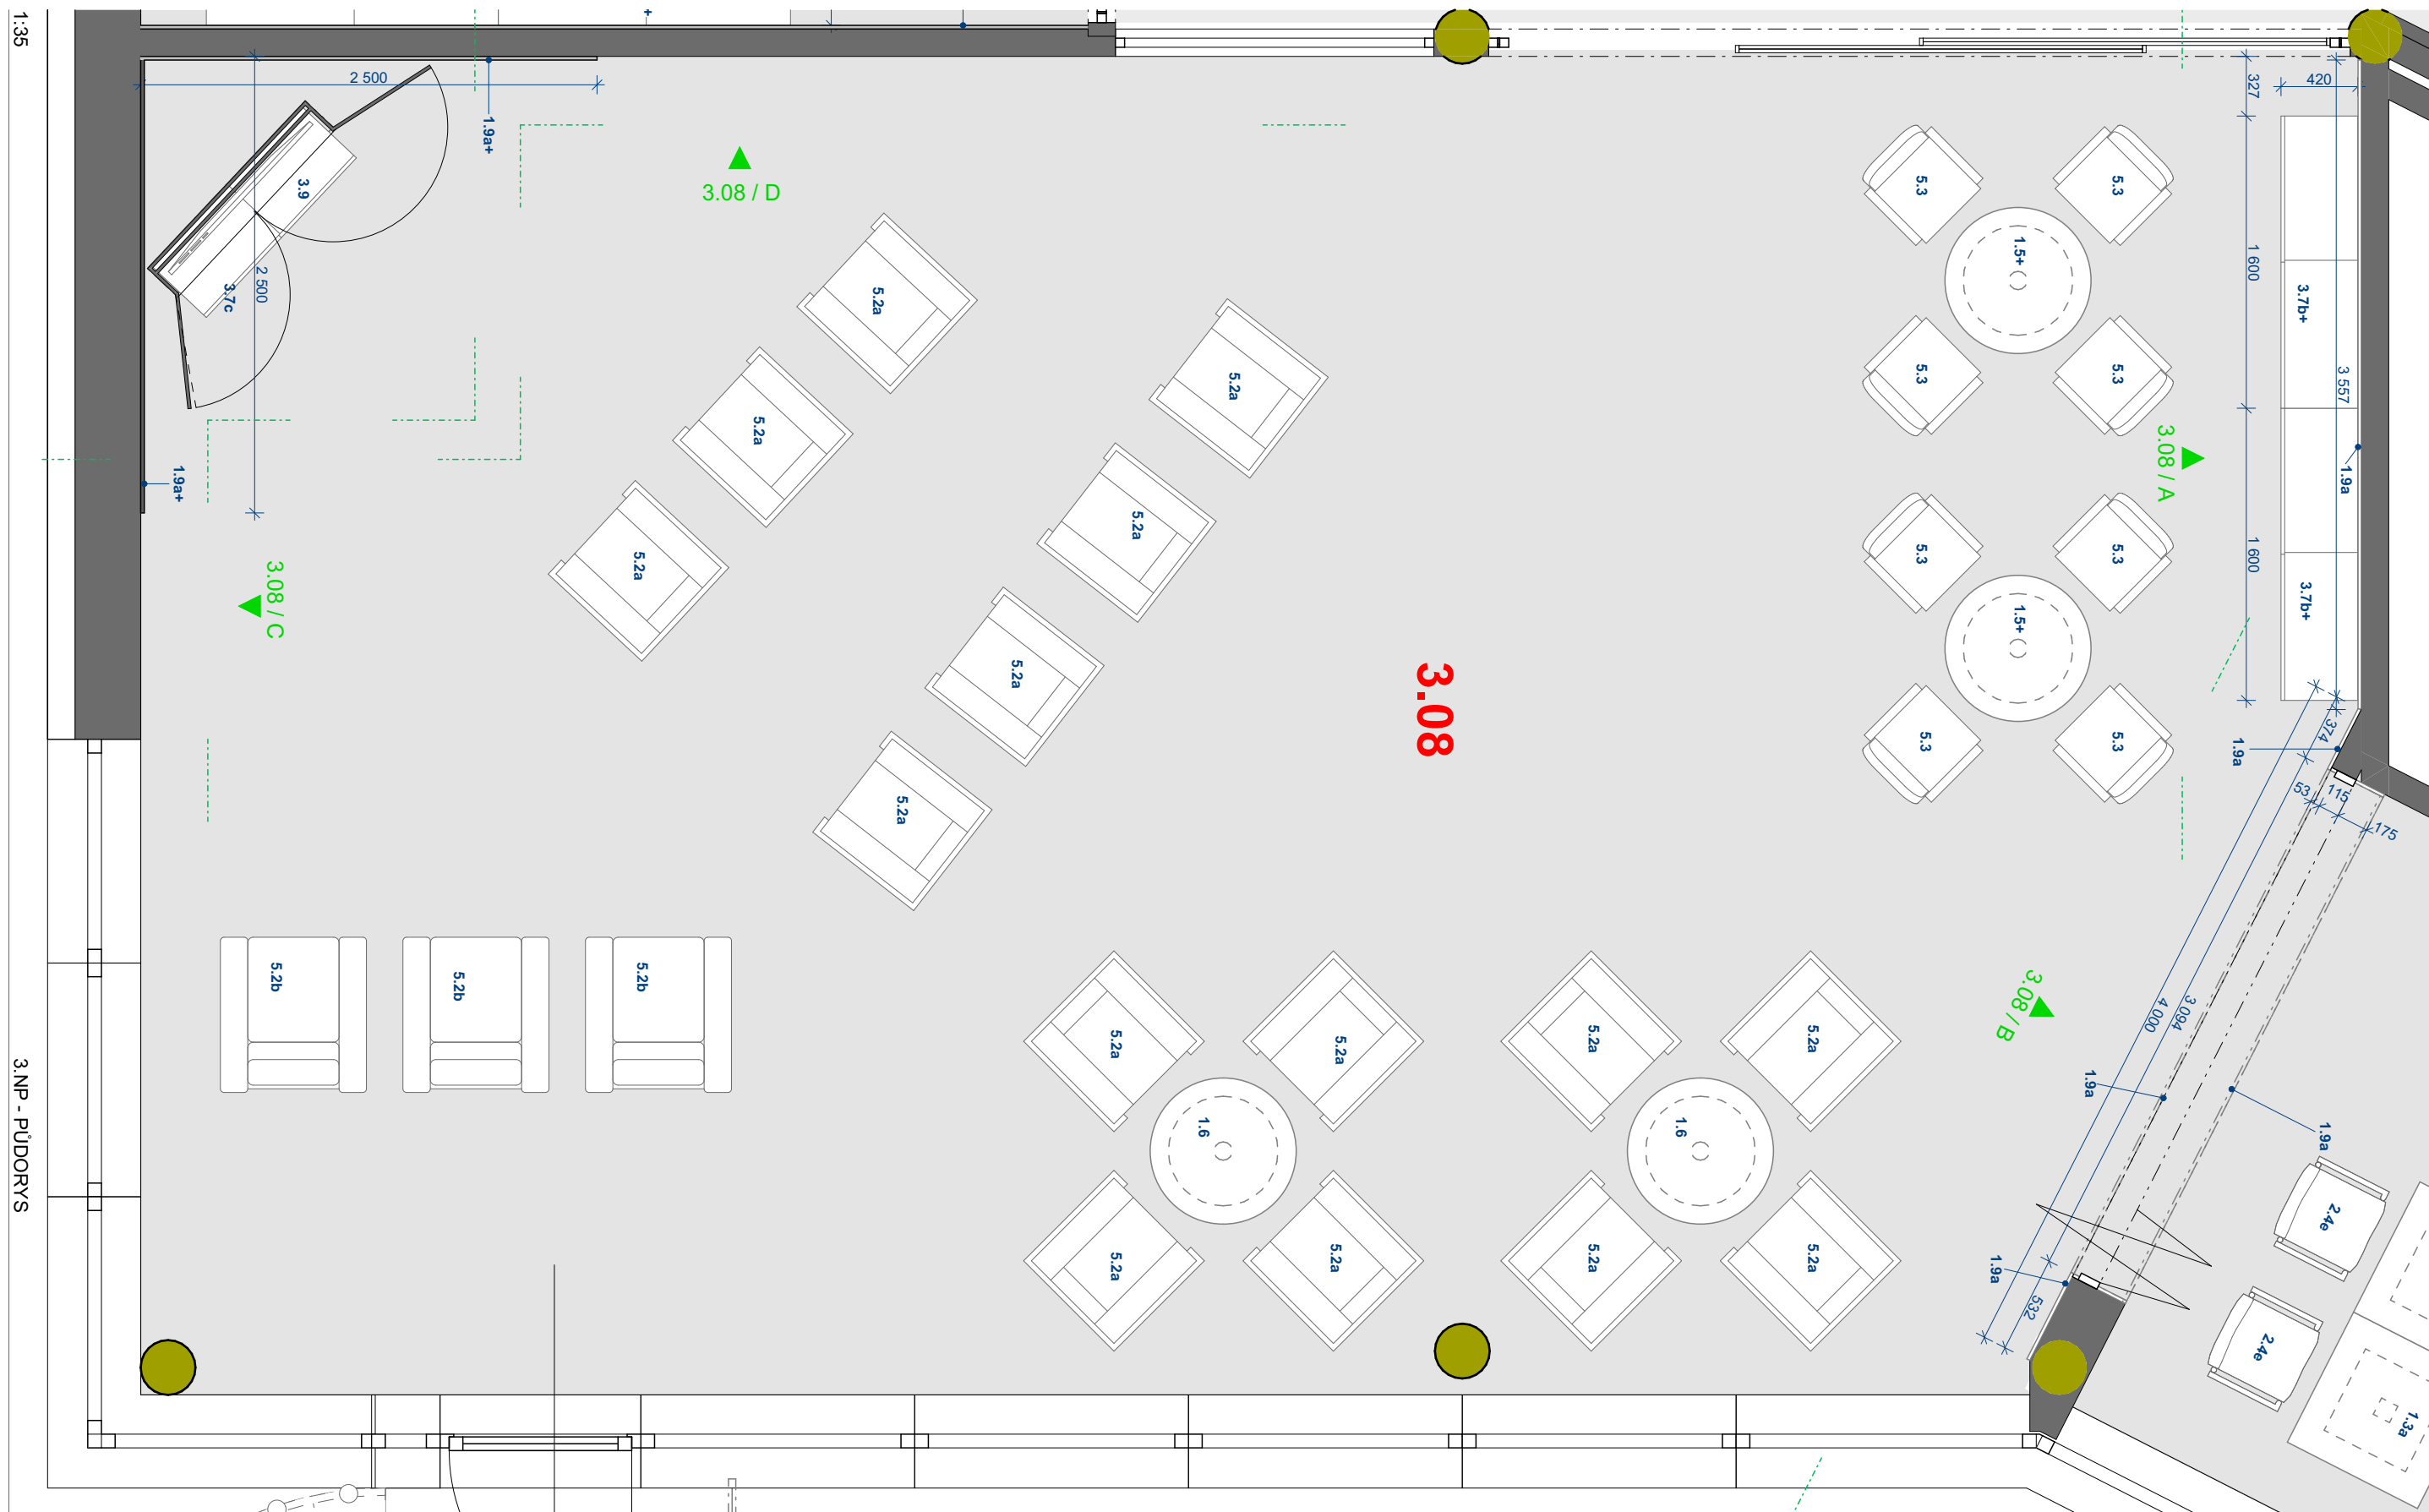 1:35
3.NP - PŮDORYS
+
2 500
1.9a+
3.9
2 500
3.7c
1.9a+
3.08 / D
3.08 / C
327
420
1 600
3.7b+
3 557
1.9a
1 600
3.7b+
3.08 / A
5.3
5.3
1.5+
5.3
5.3
5.3
5.3
1.5+
5.3
5.3
5.2a
5.2a
5.2a
5.2a
5.2a
5.2a
5.2a
3.08
374
1.9a
53
115
175
3.08 / B
4 000
3 094
1.9a
1.9a
1.9a
532
5.2b
5.2b
5.2b
5.2a
5.2a
1.6
5.2a
5.2a
5.2a
5.2a
1.6
5.2a
5.2a
2.4e
2.4e
1.3a